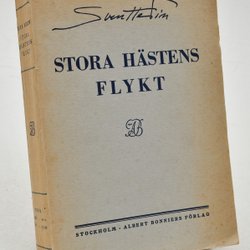 Sven Hedin
STORA HÄSTENS
FLYKT
STOCKHOLM - ALBERT BONNIERS FÖRLAG